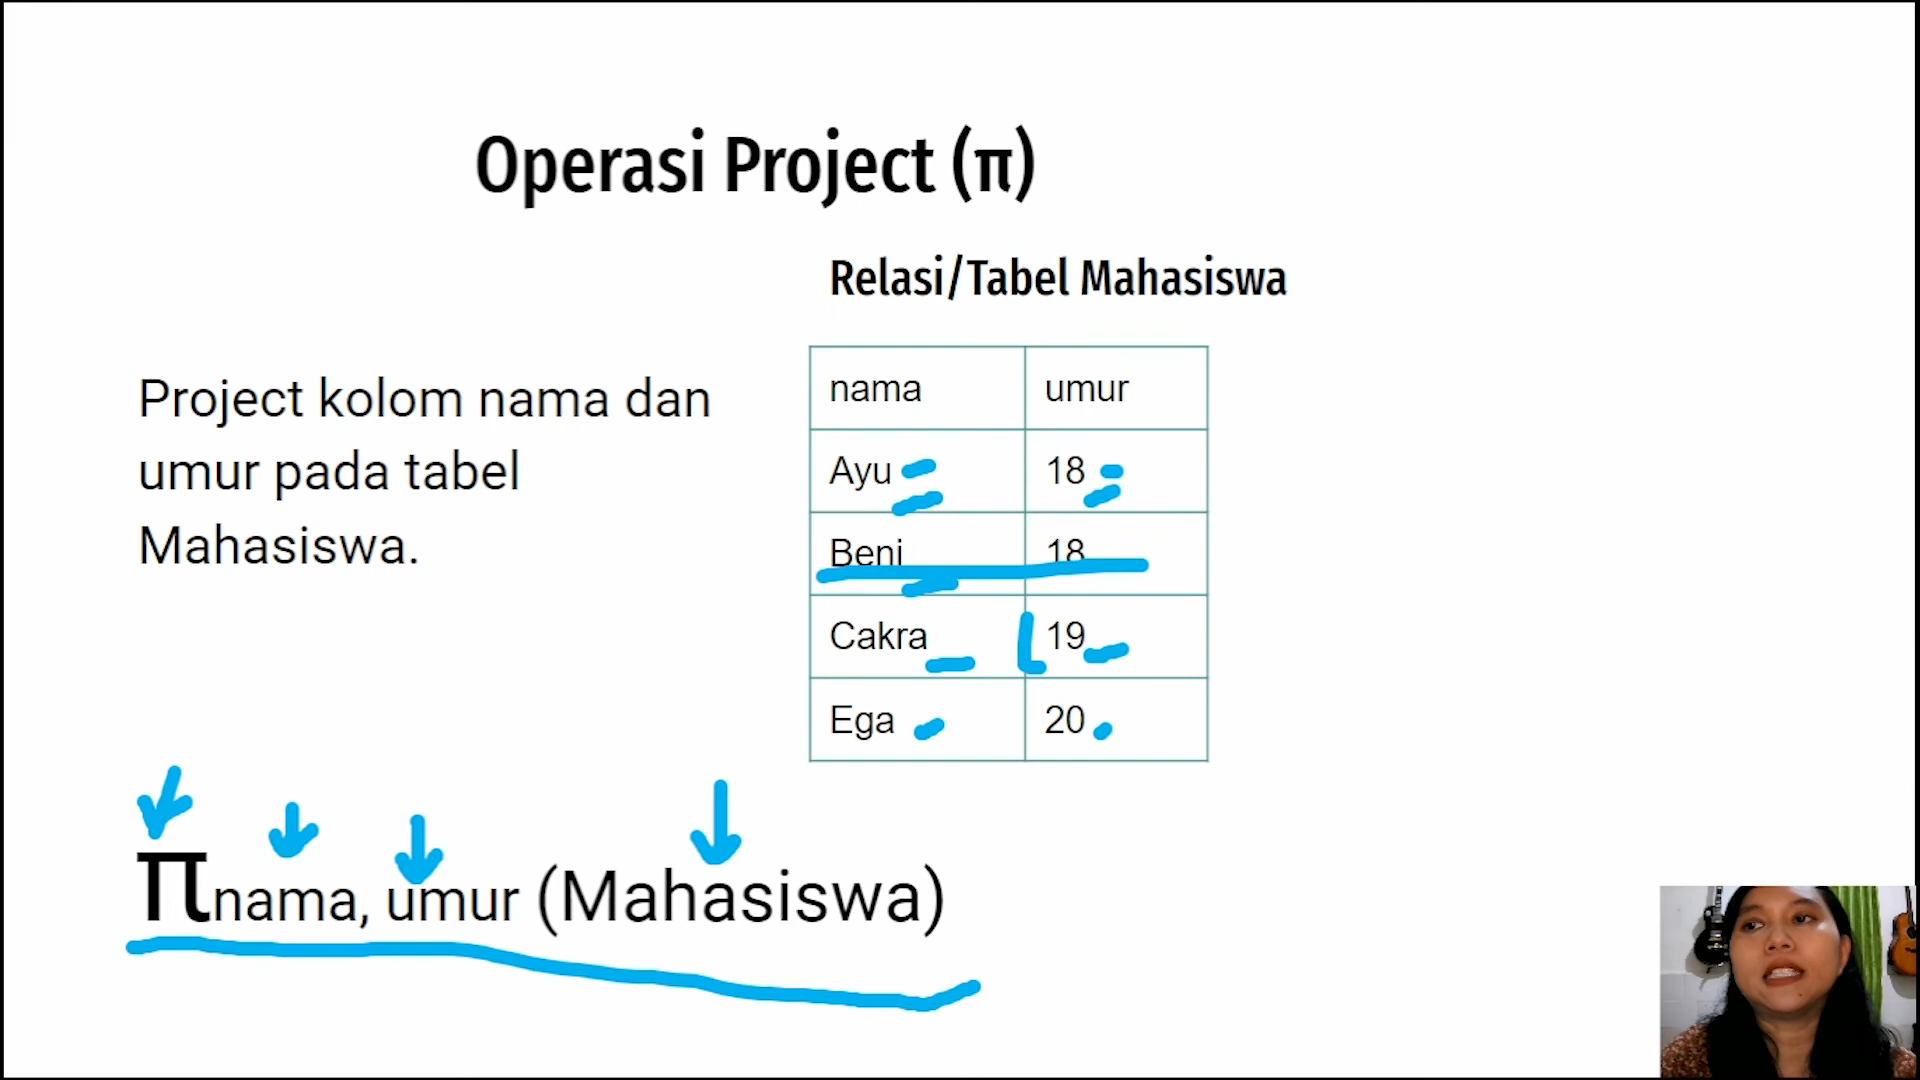 Operasi Project (π)
Relasi/Tabel Mahasiswa
Project kolom nama dan
umur pada tabel
Mahasiswa.
nama umur
Ayu 18
Beni 18
Cakra 19
Ega 20
π nama, umur (Mahasiswa)